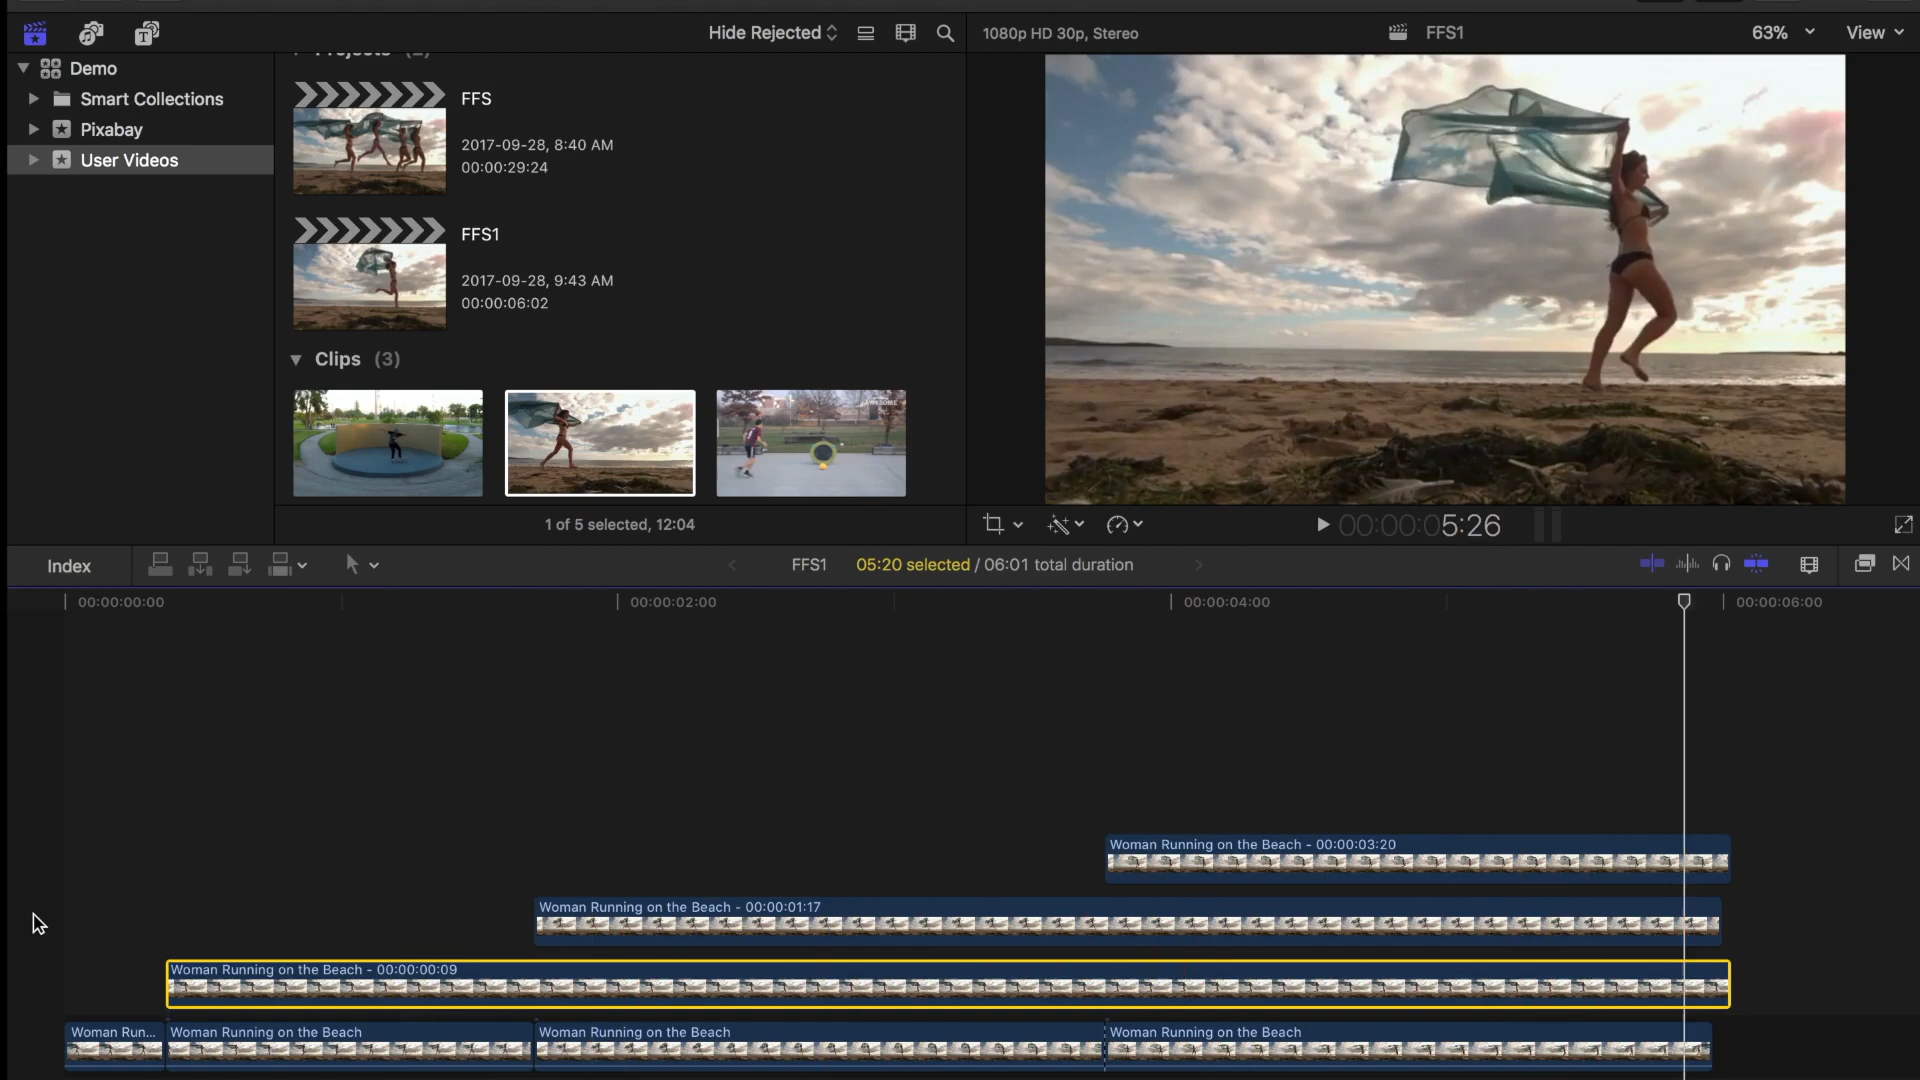 Hide Rejected
1080p HD 30p, Stereo
FFS1
63%
View
Demo
Smart Collections
Pixabay
User Videos
Projects (2)
FFS
2017-09-28, 8:40 AM
00:00:29:24
FFS1
2017-09-28, 9:43 AM
00:00:06:02
Clips (3)
AWESOME
1 of 5 selected, 12:04
00:00:05:26
Index
FFS1
05:20 selected / 06:01 total duration
00:00:00:00
00:00:02:00
00:00:04:00
00:00:06:00
Woman Running on the Beach - 00:00:03:20
Woman Running on the Beach - 00:00:01:17
Woman Running on the Beach - 00:00:00:09
Woman Run...
Woman Running on the Beach
Woman Running on the Beach
Woman Running on the Beach